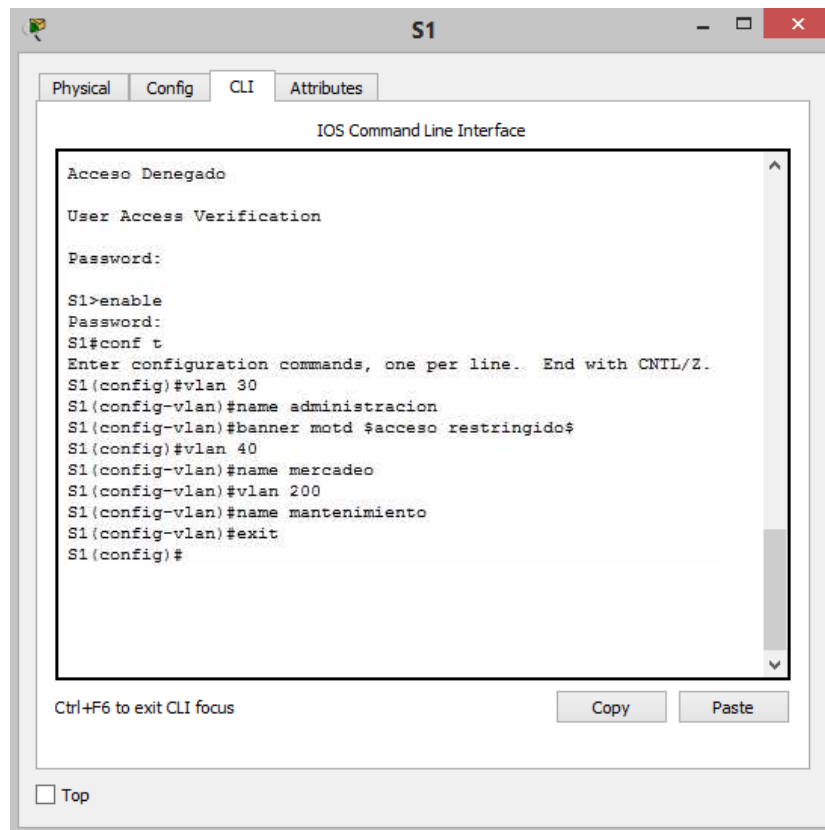 S1
Physical Config CLI Attributes
IOS Command Line Interface
Acceso Denegado
User Access Verification
Password:
S1>enable
Password:
S1#conf t
Enter configuration commands, one per line.  End with CNTL/Z.
S1(config)#vlan 30
S1(config-vlan)#name administracion
S1(config-vlan)#banner motd $acceso restringido$
S1(config)#vlan 40
S1(config-vlan)#name mercadeo
S1(config-vlan)#vlan 200
S1(config-vlan)#name mantenimiento
S1(config-vlan)#exit
S1(config)#
Ctrl+F6 to exit CLI focus Copy Paste
Top